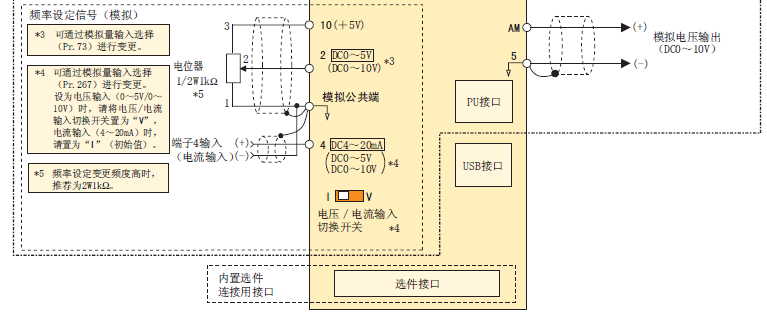 频率设定信号（模拟）
*3 可通过模拟量输入选择
（Pr.73）进行变更。
*4 可通过模拟量输入选择
（Pr.267）进行变更。
设为电压输入（0～5V/0～
10V）时，请将电压/电流
输入切换开关置为“V”，
电流输入（4～20mA）时，
请置为“I”（初始值）。
*5 频率设定变更频度高时，
推荐为2W1kΩ。
电位器
1/2W1kΩ
*5
3
2
1
端子4输入 (+)
（电流输入）(−)
10(＋5V)
2 DC0～5V
(DC0～10V) *3
模拟公共端
4 DC4～20mA
(DC0～5V
DC0～10V) *4
I V
电压 / 电流输入
切换开关 *4
AM
5
(+)
(−)
模拟电压输出
(DC0～10V)
PU接口
USB接口
内置选件
连接用接口
选件接口